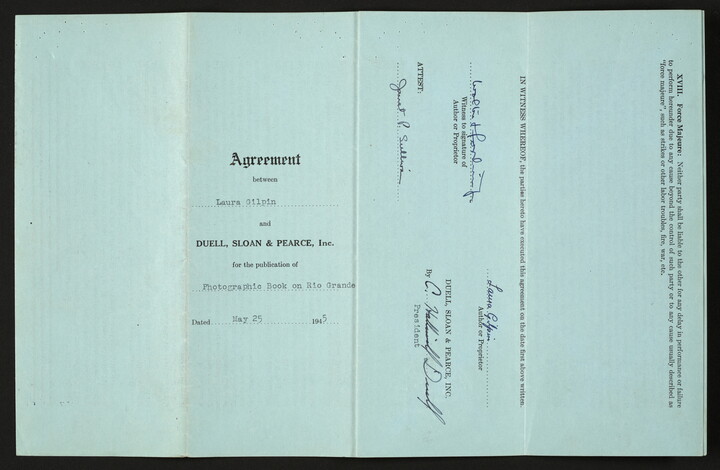 Agreement
between
Laura Gilpin
and
DUELL, SLOAN & PEARCE, Inc.
for the publication of
Photographic Book on Rio Grande
Dated May 25 1945
XVIII. Force Majeure: Neither party shall be liable to the other for any delay in performance or failure
to perform hereunder due to any cause beyond the control of such party or to any cause usually described as
"force majeure", such as strikes or other labor troubles, fire, war, etc.
IN WITNESS WHEREOF, the parties hereto have executed this agreement on the date first above written.
Laura Gilpin
Author or Proprietor
Witness to signature of
Author or Proprietor
DUELL, SLOAN & PEARCE, INC.
By C. Halliwell Duell
President
ATTEST:
Janet P. Sullivan